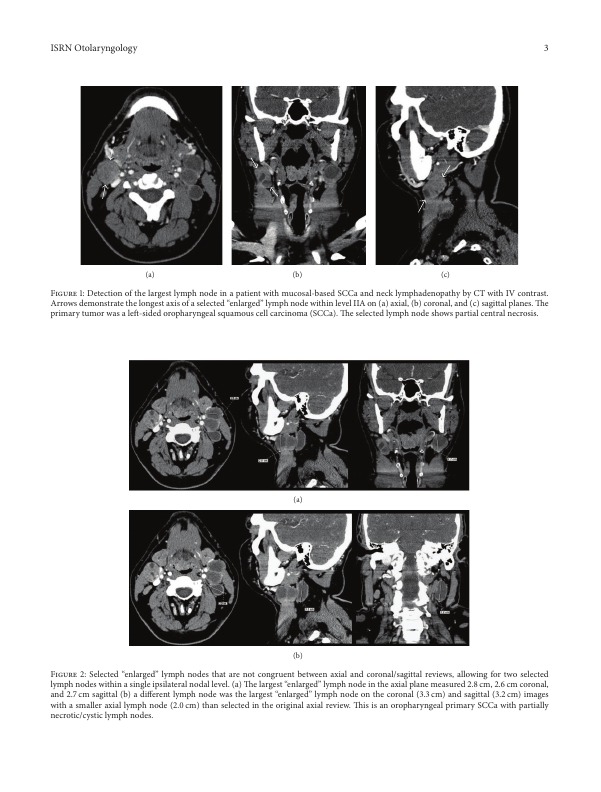 ISRN Otolaryngology
3
(a)
(b)
(c)
Figure 1: Detection of the largest lymph node in a patient with mucosal-based SCCa and neck lymphadenopathy by CT with IV contrast.
Arrows demonstrate the longest axis of a selected “enlarged” lymph node within level IIA on (a) axial, (b) coronal, and (c) sagittal planes. The
primary tumor was a left-sided oropharyngeal squamous cell carcinoma (SCCa). The selected lymph node shows partial central necrosis.
(a)
(b)
Figure 2: Selected “enlarged” lymph nodes that are not congruent between axial and coronal/sagittal reviews, allowing for two selected
lymph nodes within a single ipsilateral nodal level. (a) The largest “enlarged” lymph node in the axial plane measured 2.8 cm, 2.6 cm coronal,
and 2.7 cm sagittal (b) a different lymph node was the largest “enlarged” lymph node on the coronal (3.3 cm) and sagittal (3.2 cm) images
with a smaller axial lymph node (2.0 cm) than selected in the original axial review. This is an oropharyngeal primary SCCa with partially
necrotic/cystic lymph nodes.